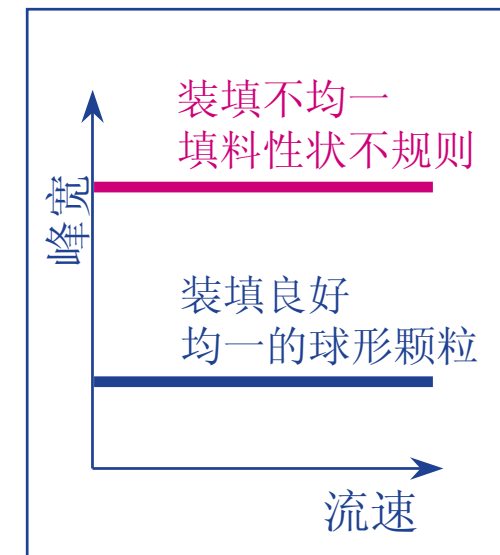 装填不均一
填料性状不规则
峰宽
装填良好
均一的球形颗粒
流速